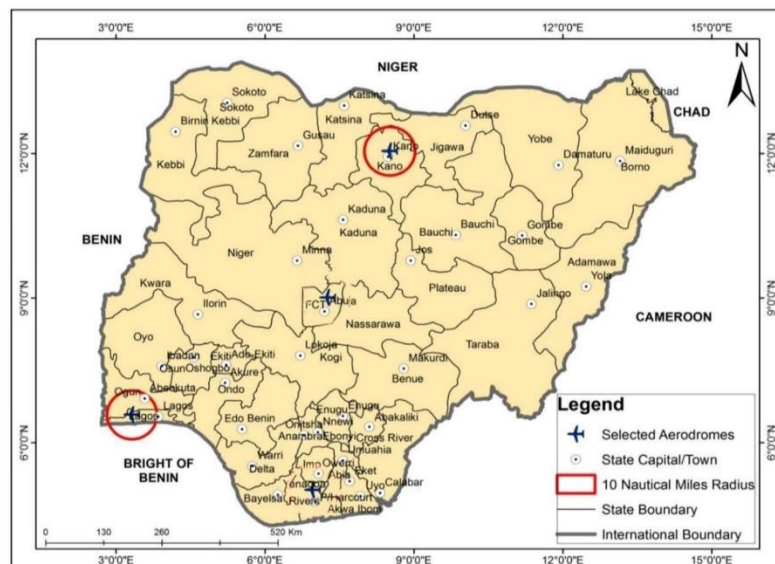 3°0'0"E 6°0'0"E 9°0'0"E 12°0'0"E 15°0'0"E
N
NIGER
CHAD
BENIN
CAMEROON
BRIGHT OF
BENIN
12°0'0"N
9°0'0"N
6°0'0"N
12°0'0"N
9°0'0"N
6°0'0"N
Sokoto
Sokoto
Birnin Kebbi
Kebbi
Gusau
Zamfara
Katsina
Katsina
Kano
Kano
Dutse
Jigawa
Yobe
Damaturu
Lake Chad
Maiduguri
Borno
Kaduna
Kaduna
Bauchi
Bauchi
Gombe
Gombe
Adamawa
Yola
Niger
Minna
Jos
Plateau
Jalingo
Taraba
Kwara
Ilorin
FCT
Abuja
Nassarawa
Oyo
Ibadan
Osun
Oshogbo
Ekiti
Ado-Ekiti
Akure
Ondo
Lokoja
Kogi
Makurdi
Benue
Ogun
Abeokuta
Lagos
Lagos
Edo Benin
Onitsha
Anambra
Enugu
Enugu
Nnewi
Ebonyi
Abakaliki
Cross River
Umuahia
Warri
Delta
Imo
Owerri
Abia
Eket
Uyo
Calabar
Bayelsa
Yenagoa
Rivers
P/Harcourt
Akwa Ibom
Legend
Selected Aerodromes
State Capital/Town
10 Nautical Miles Radius
State Boundary
International Boundary
0 130 260 520 Km
3°0'0"E 6°0'0"E 9°0'0"E 12°0'0"E 15°0'0"E